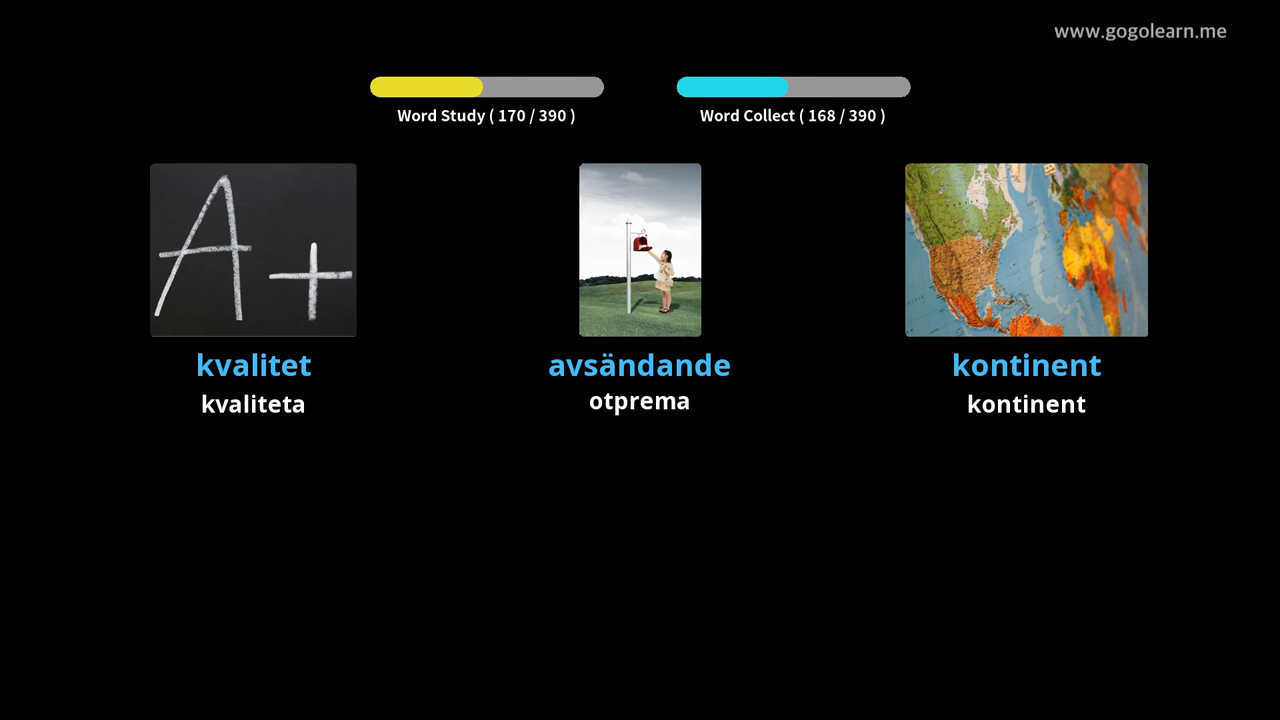 www.gogolearn.me
Word Study ( 170 / 390 )
Word Collect ( 168 / 390 )
A+
kvalitet
avsändande
kontinent
kvaliteta
otprema
kontinent